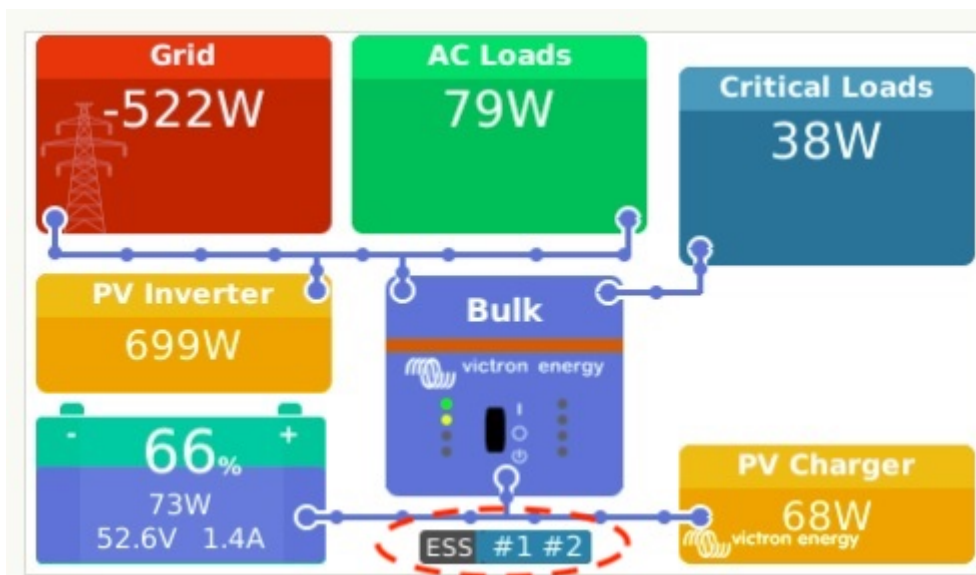 Grid
-522W
AC Loads
79W
Critical Loads
38W
PV Inverter
699W
Bulk
victron energy
- +
66%
73W
52.6V 1.4A
PV Charger
68W
victron energy
ESS #1 #2